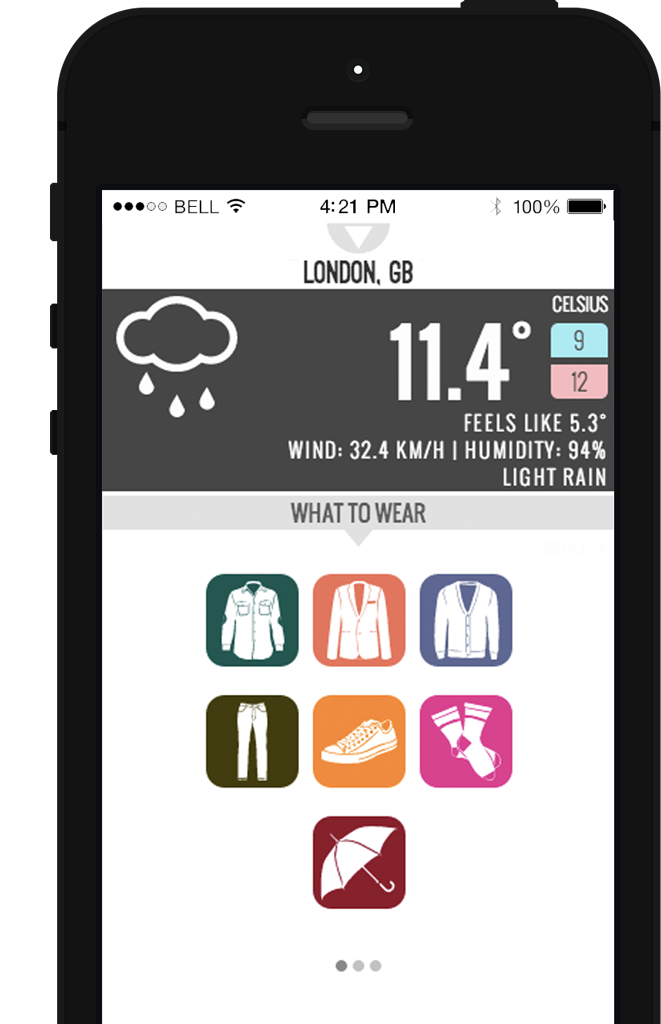 BELL 4:21 PM 100%
LONDON, GB
CELSIUS
11.4°
9
12
FEELS LIKE 5.3°
WIND: 32.4 KM/H | HUMIDITY: 94%
LIGHT RAIN
WHAT TO WEAR